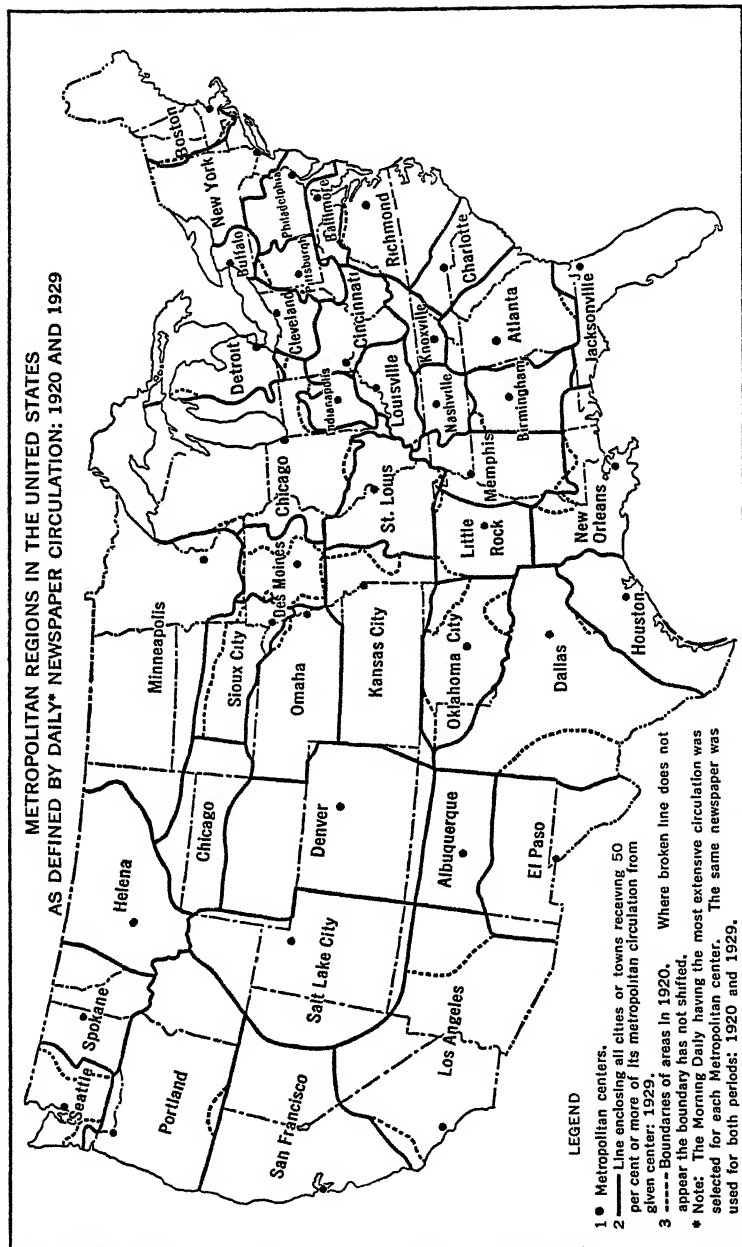 METROPOLITAN REGIONS IN THE UNITED STATES
AS DEFINED BY DAILY* NEWSPAPER CIRCULATION: 1920 AND 1929
Seattle
Spokane
Helena
Minneapolis
Portland
Chicago
Sioux City
Des Moines
Omaha
Chicago
Detroit
Buffalo
New York
Boston
Cleveland
Pittsburgh
Philadelphia
Baltimore
Indianapolis
Cincinnati
San Francisco
Salt Lake City
Denver
Kansas City
St. Louis
Louisville
Richmond
Los Angeles
Albuquerque
El Paso
Oklahoma City
Little
Rock
Memphis
Nashville
Knoxville
Charlotte
Dallas
Houston
New
Orleans
Birmingham
Atlanta
Jacksonville
LEGEND
1 ● Metropolitan centers.
2 —— Line enclosing all cities or towns receiving 50
per cent or more of its metropolitan circulation from
given center: 1929.
3 ----- Boundaries of areas in 1920. Where broken line does not
appear the boundary has not shifted.
* Note: The Morning Daily having the most extensive circulation was
selected for each Metropolitan center. The same newspaper was
used for both periods: 1920 and 1929.